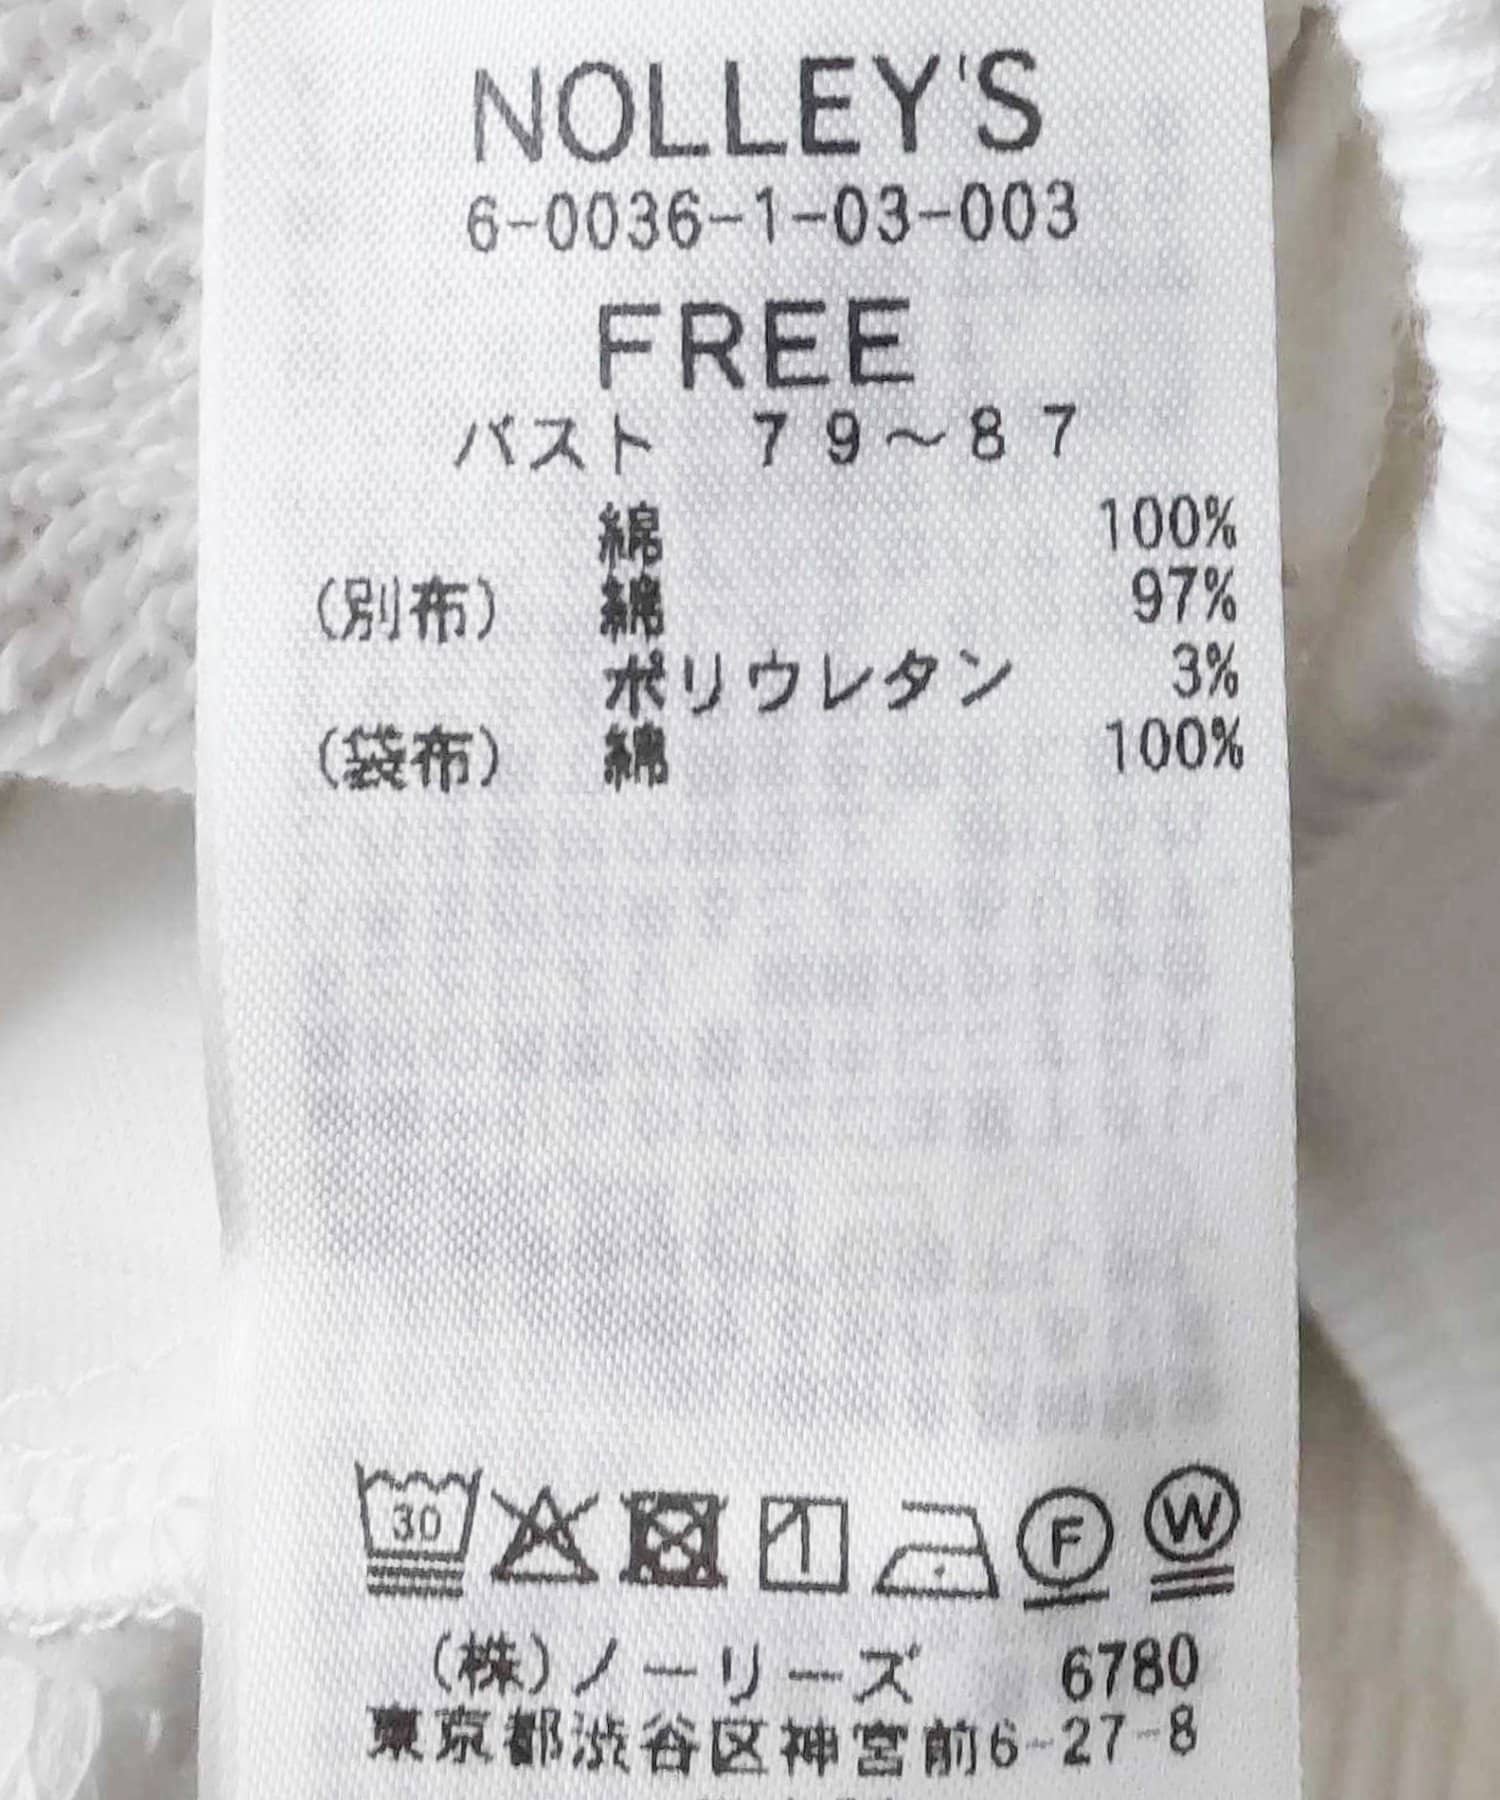 NOLLEY'S
6-0036-1-03-003
FREE
バスト 79〜87
綿 100%
(別布) 綿 97%
ポリウレタン 3%
(袋布) 綿 100%
30 F W
(株)ノーリーズ 6780
東京都渋谷区神宮前6-27-8